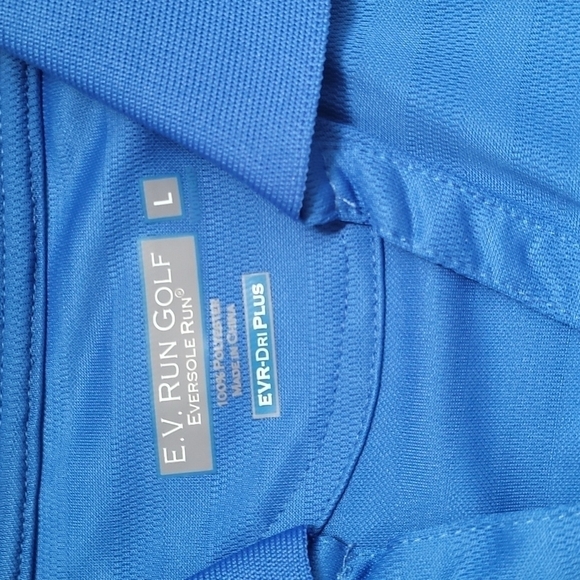 L
E.V. RUN GOLF
EVERSOLE RUN®
100% POLYESTER
MADE IN CHINA
EVR-DRI PLUS